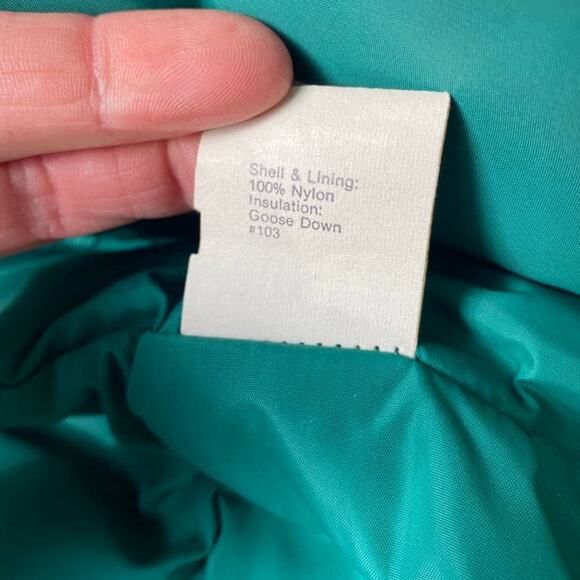 Shell & Lining:
100% Nylon
Insulation:
Goose Down
#103